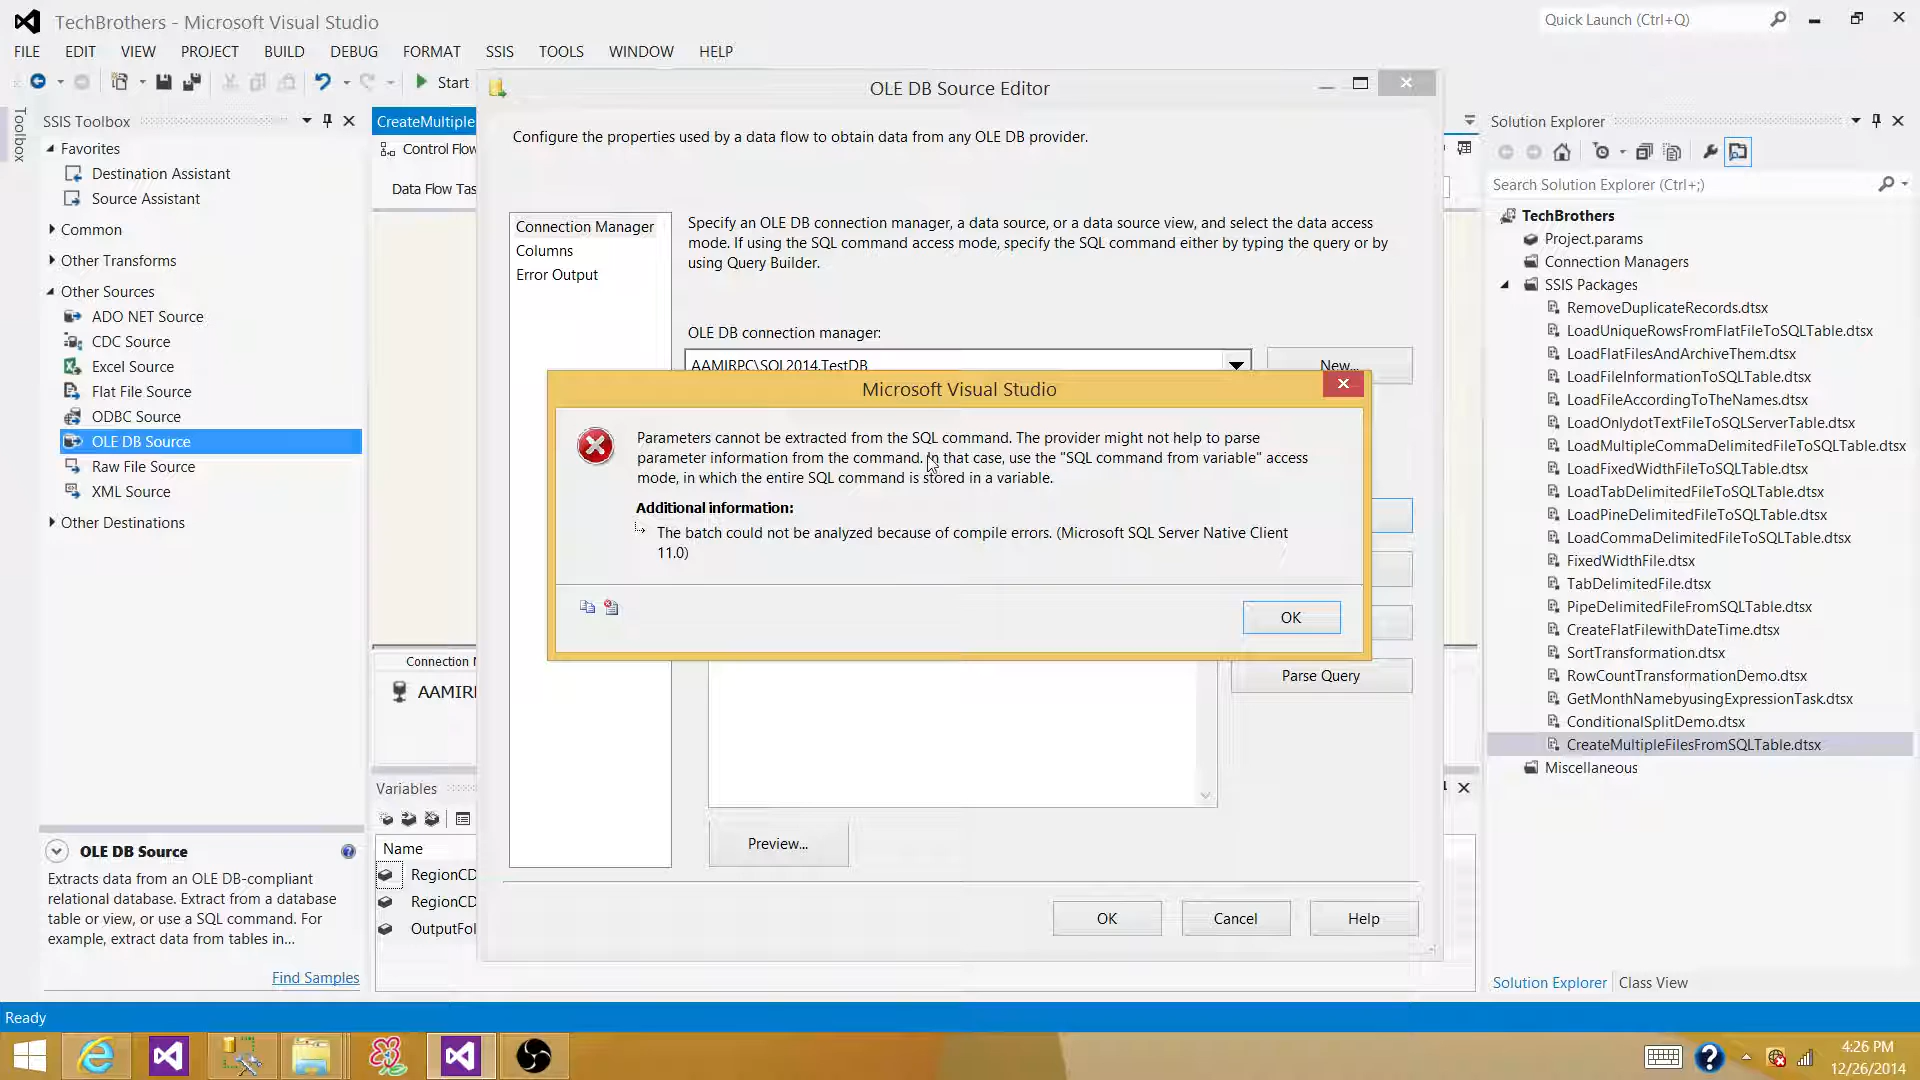 TechBrothers - Microsoft Visual Studio
Quick Launch (Ctrl+Q)
FILE EDIT VIEW PROJECT BUILD DEBUG FORMAT SSIS TOOLS WINDOW HELP
Start
OLE DB Source Editor
Toolbox
SSIS Toolbox
Favorites
Destination Assistant
Source Assistant
Common
Other Transforms
Other Sources
ADO NET Source
CDC Source
Excel Source
Flat File Source
ODBC Source
OLE DB Source
Raw File Source
XML Source
Other Destinations
OLE DB Source
Extracts data from an OLE DB-compliant
relational database. Extract from a database
table or view, or use a SQL command. For
example, extract data from tables in...
Find Samples
CreateMultiple
Control Flow
Data Flow Tas
Connection M
AAMIRI
Variables
Name
RegionCD
RegionCD
OutputFol
Configure the properties used by a data flow to obtain data from any OLE DB provider.
Connection Manager
Columns
Error Output
Specify an OLE DB connection manager, a data source, or a data source view, and select the data access
mode. If using the SQL command access mode, specify the SQL command either by typing the query or by
using Query Builder.
OLE DB connection manager:
AAMIRPC\SQL2014.TestDB
New...
Microsoft Visual Studio
Parameters cannot be extracted from the SQL command. The provider might not help to parse
parameter information from the command. In that case, use the "SQL command from variable" access
mode, in which the entire SQL command is stored in a variable.
Additional information:
The batch could not be analyzed because of compile errors. (Microsoft SQL Server Native Client
11.0)
OK
Parse Query
Preview...
OK Cancel Help
Solution Explorer
Search Solution Explorer (Ctrl+;)
TechBrothers
Project.params
Connection Managers
SSIS Packages
RemoveDuplicateRecords.dtsx
LoadUniqueRowsFromFlatFileToSQLTable.dtsx
LoadFlatFilesAndArchiveThem.dtsx
LoadFileInformationToSQLTable.dtsx
LoadFileAccordingToTheNames.dtsx
LoadOnlydotTextFileToSQLServerTable.dtsx
LoadMultipleCommaDelimitedFileToSQLTable.dtsx
LoadFixedWidthFileToSQLTable.dtsx
LoadTabDelimitedFileToSQLTable.dtsx
LoadPineDelimitedFileToSQLTable.dtsx
LoadCommaDelimitedFileToSQLTable.dtsx
FixedWidthFile.dtsx
TabDelimitedFile.dtsx
PipeDelimitedFileFromSQLTable.dtsx
CreateFlatFilewithDateTime.dtsx
SortTransformation.dtsx
RowCountTransformationDemo.dtsx
GetMonthNamebyusingExpressionTask.dtsx
ConditionalSplitDemo.dtsx
CreateMultipleFilesFromSQLTable.dtsx
Miscellaneous
Solution Explorer Class View
Ready
4:26 PM
12/26/2014